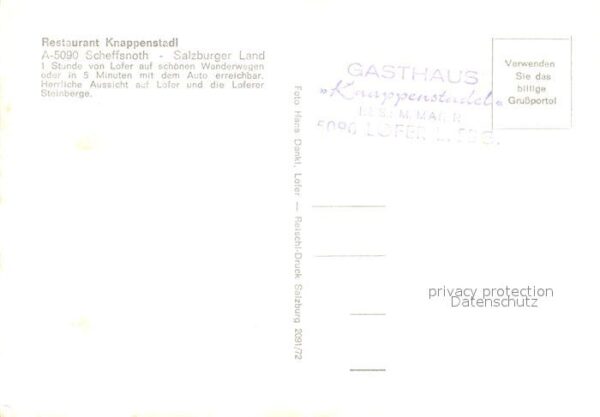 Restaurant Knappenstadl
A-5090 Scheffsnoth - Salzburger Land
1 Stunde von Lofer auf schönen Wanderwegen
oder in 5 Minuten mit dem Auto erreichbar.
Herrliche Aussicht auf Lofer und die Loferer
Steinberge.
Foto Hans Dankl, Lofer — Reischl-Druck Salzburg 2091/72
GASTHAUS
»Knappenstadel«
5090 LOFER
Verwenden
Sie das
billige
Grußporto!
privacy protection
Datenschutz